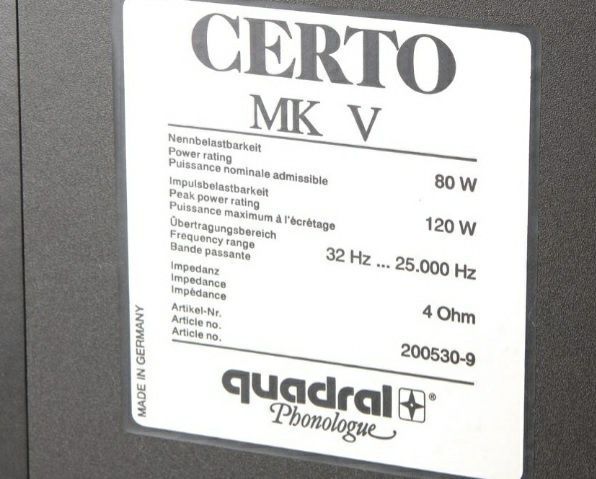 CERTO
MK V
Nennbelastbarkeit
Power rating
Puissance nominale admissible
80 W
Impulsbelastbarkeit
Peak power rating
Puissance maximum à l'écrêtage
120 W
Übertragungsbereich
Frequency range
Bande passante
32 Hz ... 25.000 Hz
Impedanz
Impedance
Impédance
4 Ohm
Artikel-Nr.
Article no.
Article no.
200530-9
MADE IN GERMANY
quadral ®
Phonologue